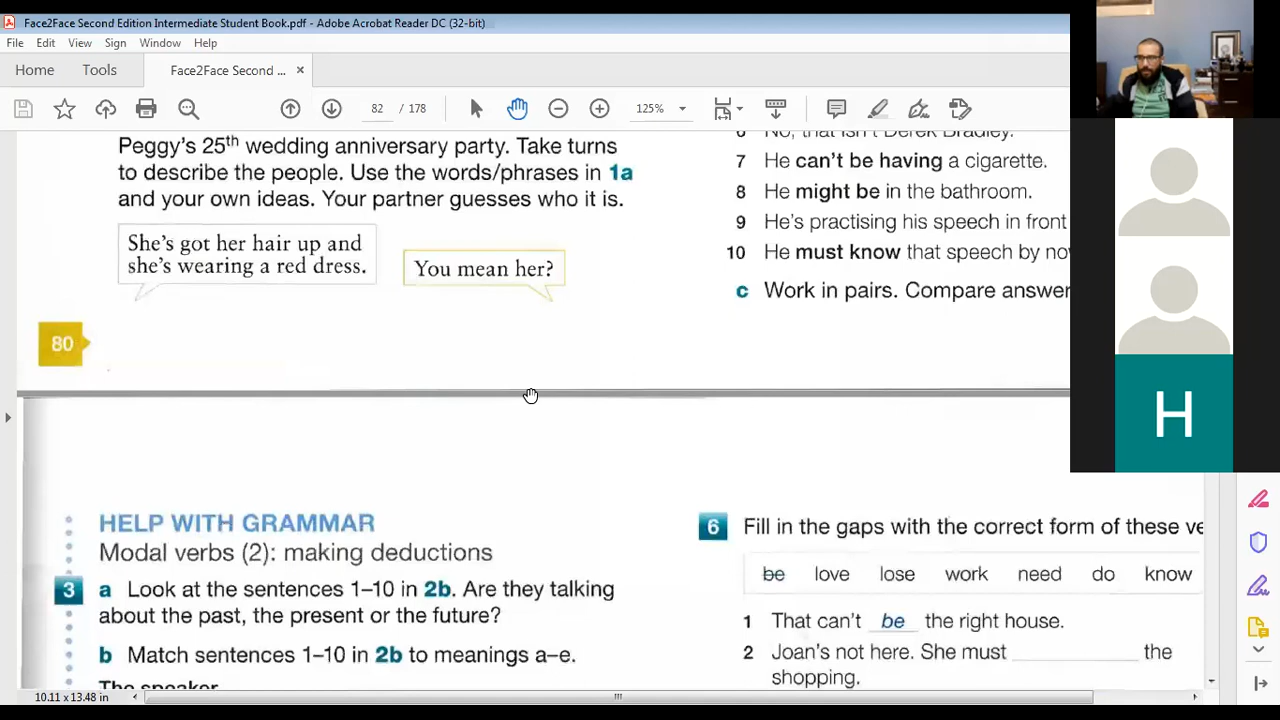 Face2Face Second Edition Intermediate Student Book.pdf - Adobe Acrobat Reader DC (32-bit)
File Edit View Sign Window Help
Home Tools Face2Face Second ... ×
82 / 178 125%
Peggy's 25th wedding anniversary party. Take turns
to describe the people. Use the words/phrases in 1a
and your own ideas. Your partner guesses who it is.
She's got her hair up and
she's wearing a red dress.
You mean her?
80
6 No, that isn't Derek Bradley.
7 He can't be having a cigarette.
8 He might be in the bathroom.
9 He's practising his speech in front
10 He must know that speech by
c Work in pairs. Compare
H
HELP WITH GRAMMAR
Modal verbs (2): making deductions
3 a Look at the sentences 1–10 in 2b. Are they talking
about the past, the present or the future?
b Match sentences 1–10 in 2b to meanings a–e.
The speaker
6 Fill in the gaps with the correct form of these
be love lose work need do know
1 That can't be the right house.
2 Joan's not here. She must ________ the
shopping.
10.11 x 13.48 in